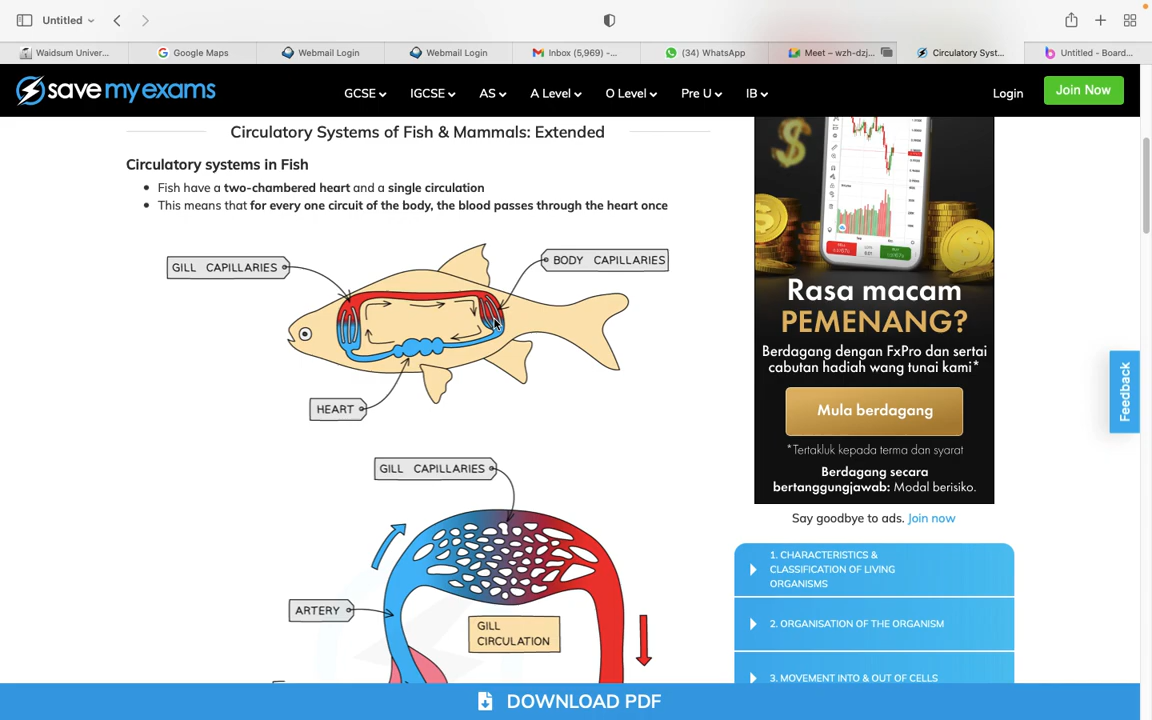 Untitled
Waidsum Univer...
Google Maps
Webmail Login
Webmail Login
Inbox (5,969) –...
(34) WhatsApp
Meet – wzh-dzj...
Circulatory Syst...
Untitled - Board...
save my exams
GCSE
IGCSE
AS
A Level
O Level
Pre U
IB
Login
Join Now
Circulatory Systems of Fish & Mammals: Extended
Circulatory systems in Fish
Fish have a two-chambered heart and a single circulation
This means that for every one circuit of the body, the blood passes through the heart once
GILL CAPILLARIES
BODY CAPILLARIES
HEART
GILL CAPILLARIES
ARTERY
GILL
CIRCULATION
Rasa macam
PEMENANG?
Berdagang dengan FxPro dan sertai
cabutan hadiah wang tunai kami*
Mula berdagang
*Tertakluk kepada terma dan syarat
Berdagang secara
bertanggungjawab: Modal berisiko.
Say goodbye to ads. Join now
1. CHARACTERISTICS &
CLASSIFICATION OF LIVING
ORGANISMS
2. ORGANISATION OF THE ORGANISM
3. MOVEMENT INTO & OUT OF CELLS
Feedback
DOWNLOAD PDF